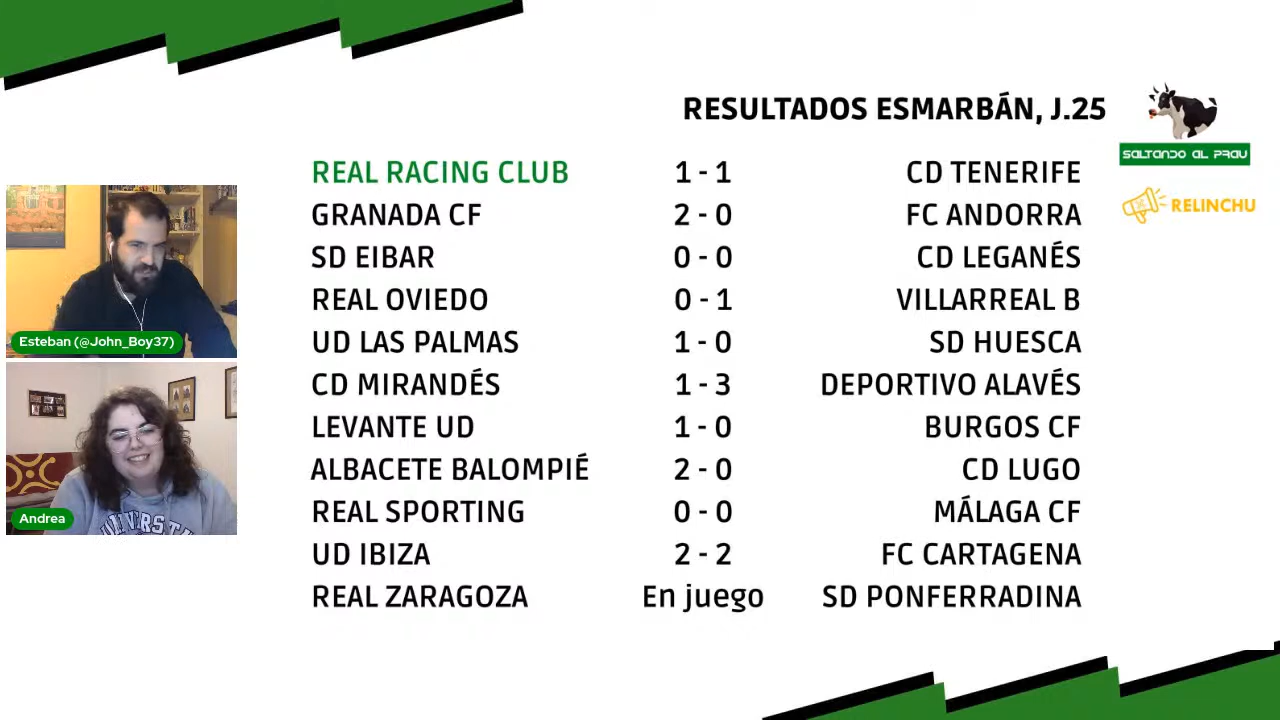 RESULTADOS ESMARBÁN, J.25
SALTANDO AL PRAU
RELINCHU
REAL RACING CLUB 1 - 1 CD TENERIFE
GRANADA CF 2 - 0 FC ANDORRA
SD EIBAR 0 - 0 CD LEGANÉS
REAL OVIEDO 0 - 1 VILLARREAL B
UD LAS PALMAS 1 - 0 SD HUESCA
CD MIRANDÉS 1 - 3 DEPORTIVO ALAVÉS
LEVANTE UD 1 - 0 BURGOS CF
ALBACETE BALOMPIÉ 2 - 0 CD LUGO
REAL SPORTING 0 - 0 MÁLAGA CF
UD IBIZA 2 - 2 FC CARTAGENA
REAL ZARAGOZA En juego SD PONFERRADINA
Esteban (@John_Boy37)
Andrea